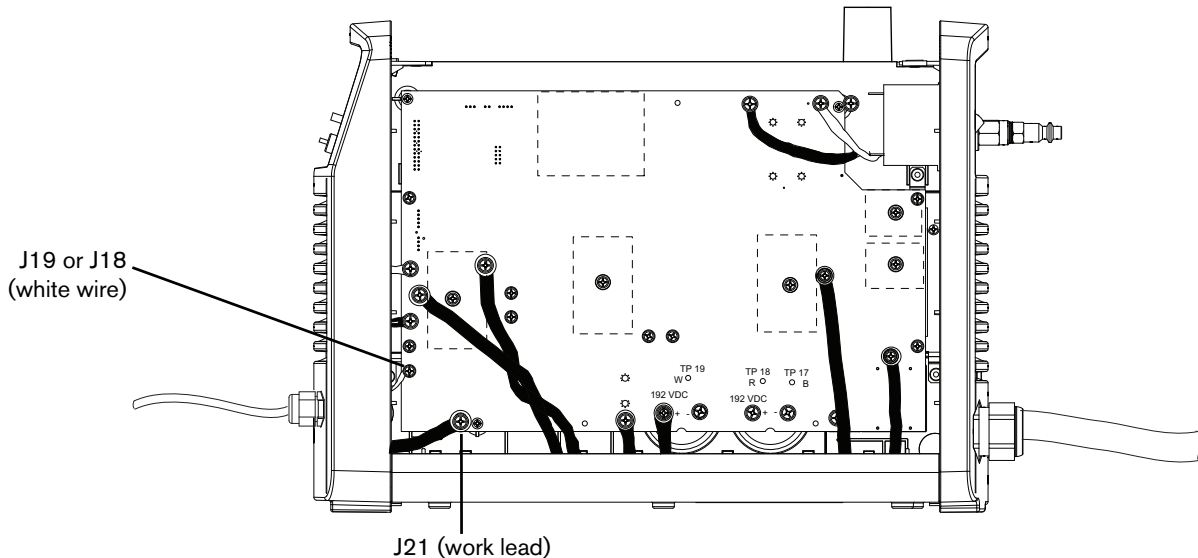 J19 or J18
(white wire)
TP 19
W
TP 18
R
TP 17
B
192 VDC
+ -
192 VDC
+ -
J21 (work lead)